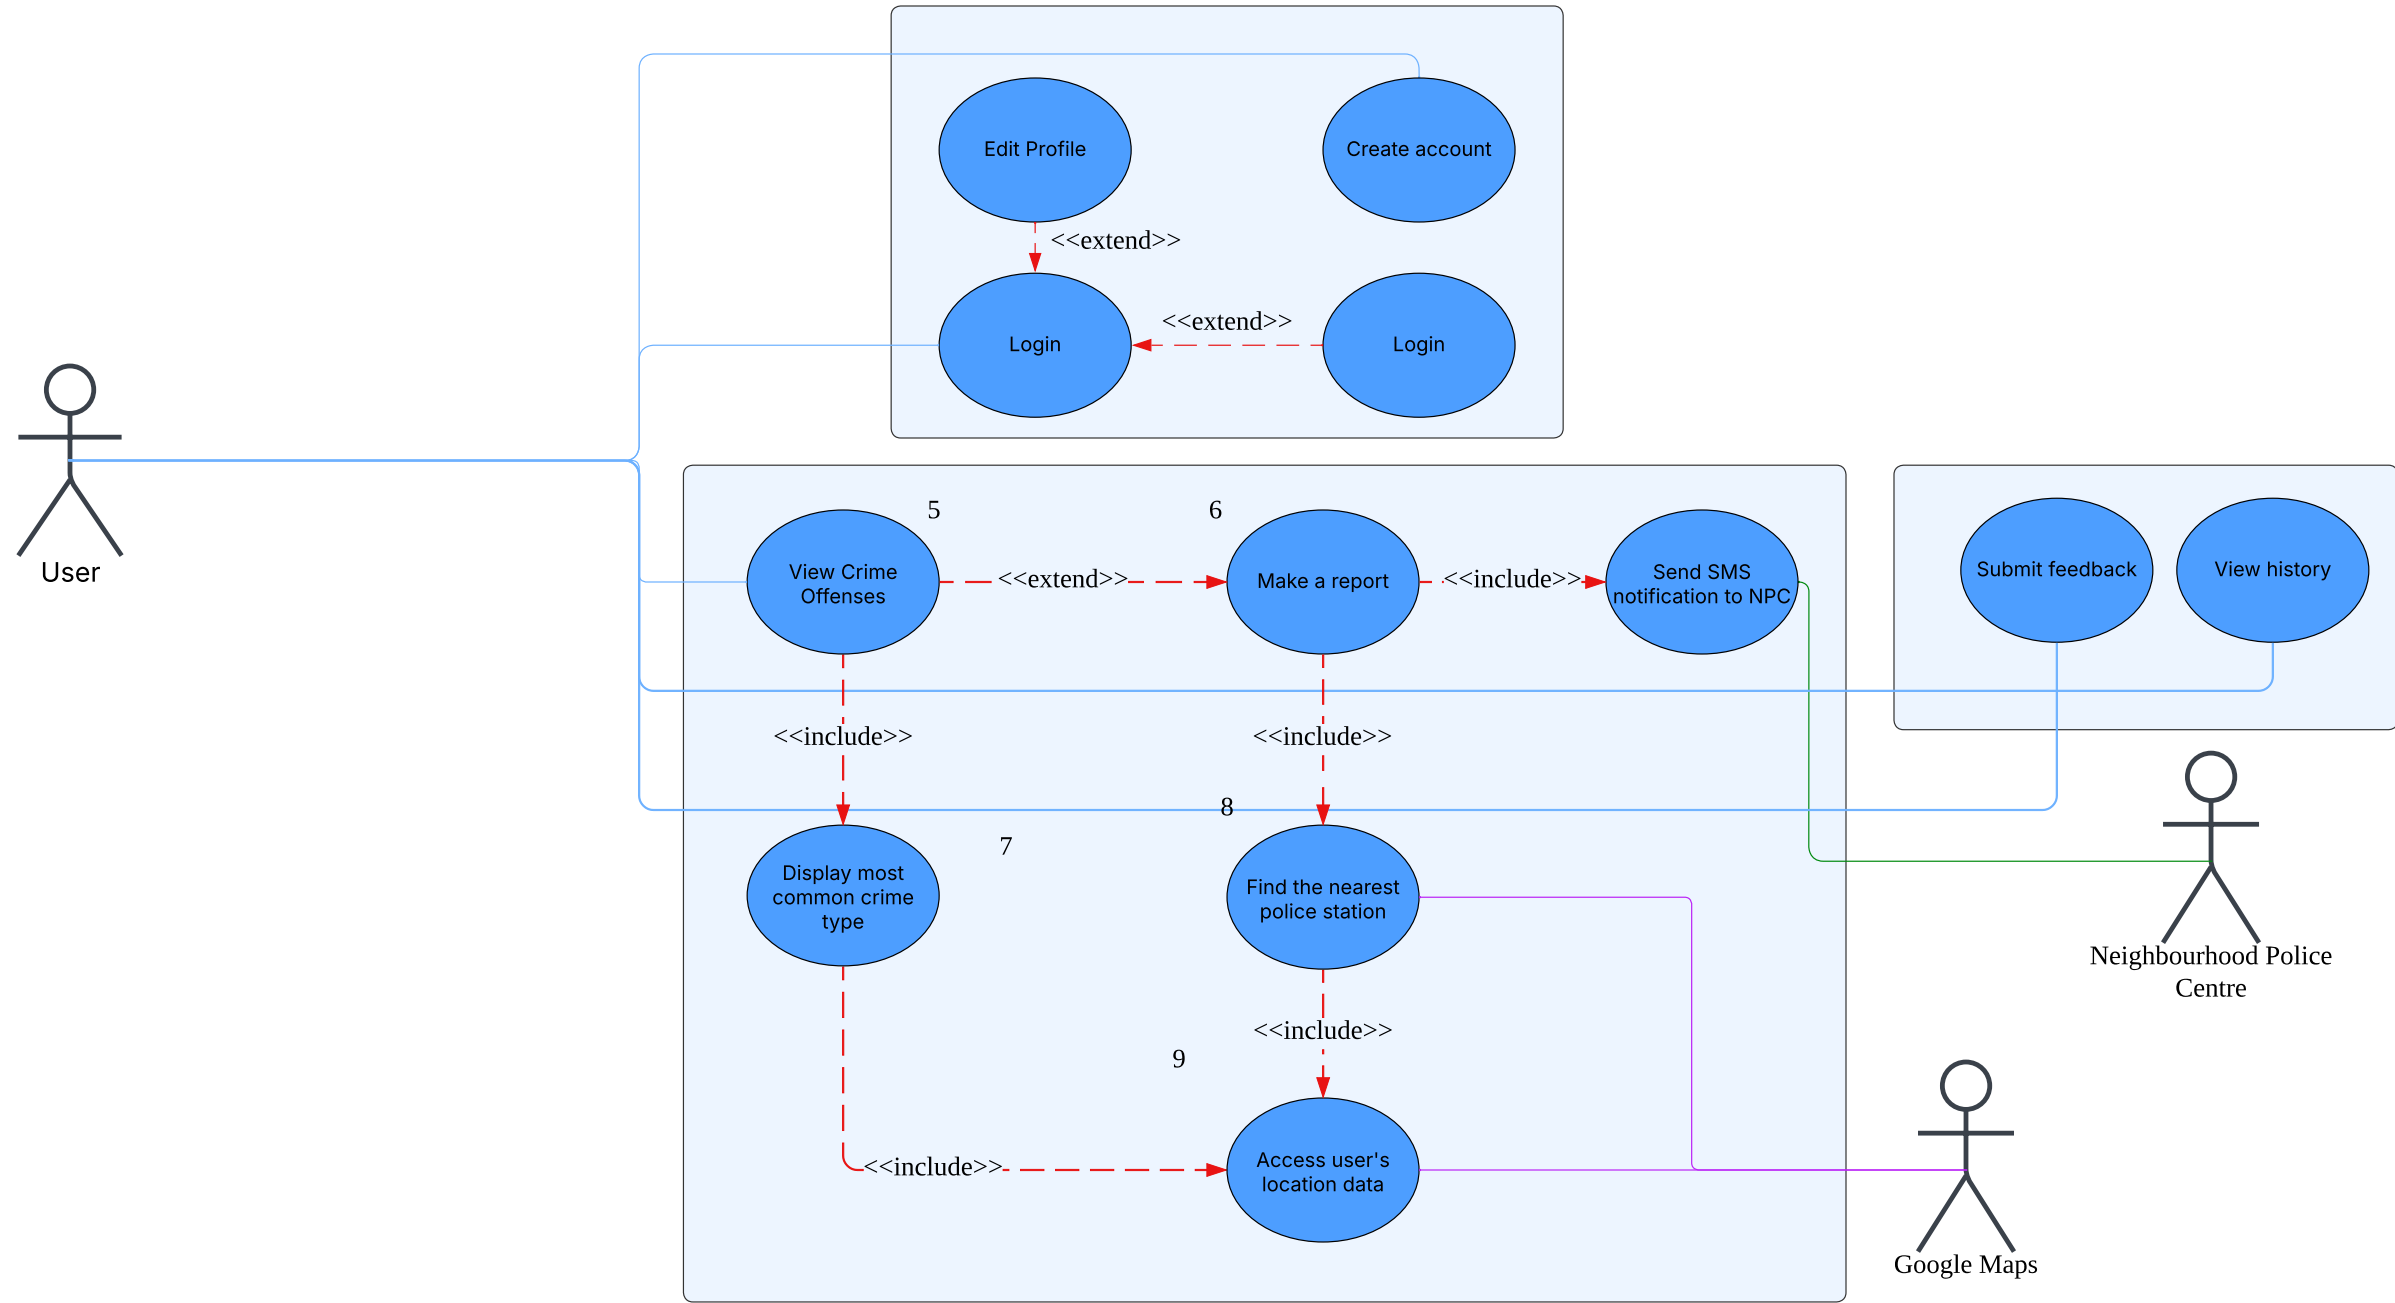 Edit Profile
Create account
<<extend>>
<<extend>>
Login
Login
User
5
6
View Crime
Offenses
<<extend>>
Make a report
<<include>>
Send SMS
notification to NPC
Submit feedback
View history
<<include>>
<<include>>
8
7
Display most
common crime
type
Find the nearest
police station
Neighbourhood Police
Centre
<<include>>
9
<<include>>
Access user's
location data
Google Maps